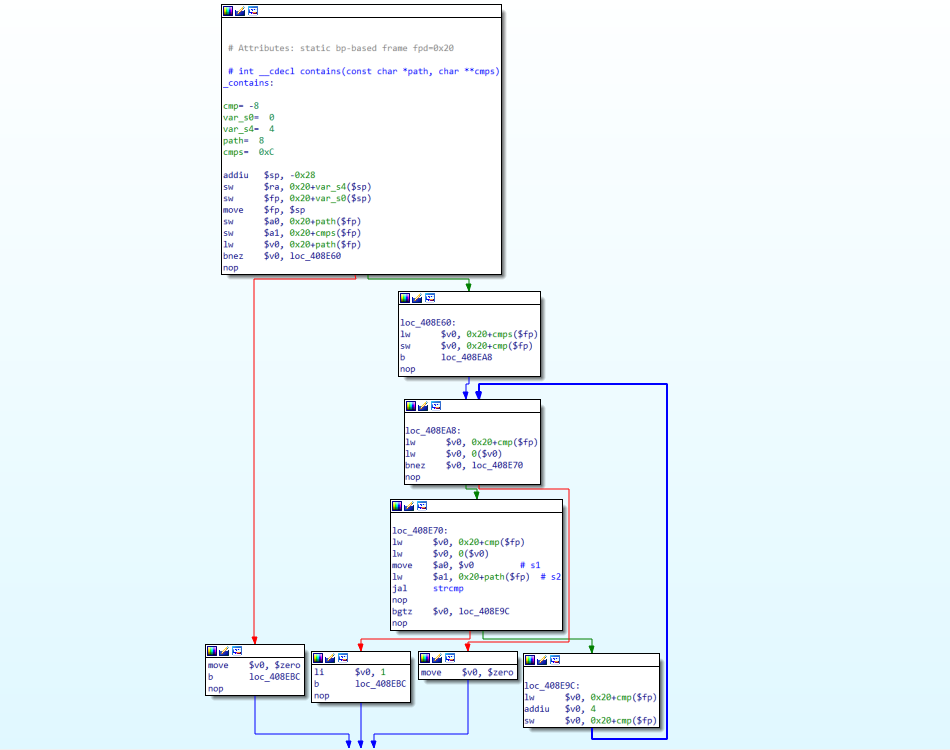 # Attributes: static bp-based frame fpd=0x20
# int __cdecl contains(const char *path, char **cmps)
_contains:
cmp= -8
var_s0=  0
var_s4=  4
path=  8
cmps=  0xC
addiu   $sp, -0x28
sw      $ra, 0x20+var_s4($sp)
sw      $fp, 0x20+var_s0($sp)
move    $fp, $sp
sw      $a0, 0x20+path($fp)
sw      $a1, 0x20+cmps($fp)
lw      $v0, 0x20+path($fp)
bnez    $v0, loc_408E60
nop
loc_408E60:
lw      $v0, 0x20+cmps($fp)
sw      $v0, 0x20+cmp($fp)
b       loc_408EA8
nop
loc_408EA8:
lw      $v0, 0x20+cmp($fp)
lw      $v0, 0($v0)
bnez    $v0, loc_408E70
nop
loc_408E70:
lw      $v0, 0x20+cmp($fp)
lw      $v0, 0($v0)
move    $a0, $v0        # s1
lw      $a1, 0x20+path($fp)  # s2
jal     strcmp
nop
bgtz    $v0, loc_408E9C
nop
move    $v0, $zero
b       loc_408EBC
nop
li      $v0, 1
b       loc_408EBC
nop
move    $v0, $zero
loc_408E9C:
lw      $v0, 0x20+cmp($fp)
addiu   $v0, 4
sw      $v0, 0x20+cmp($fp)